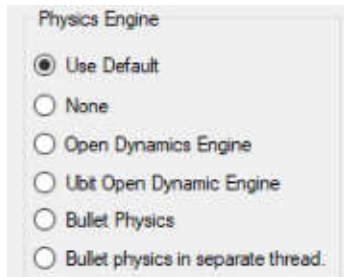 Physics Engine
Use Default
None
Open Dynamics Engine
Ubit Open Dynamic Engine
Bullet Physics
Bullet physics in separate thread.